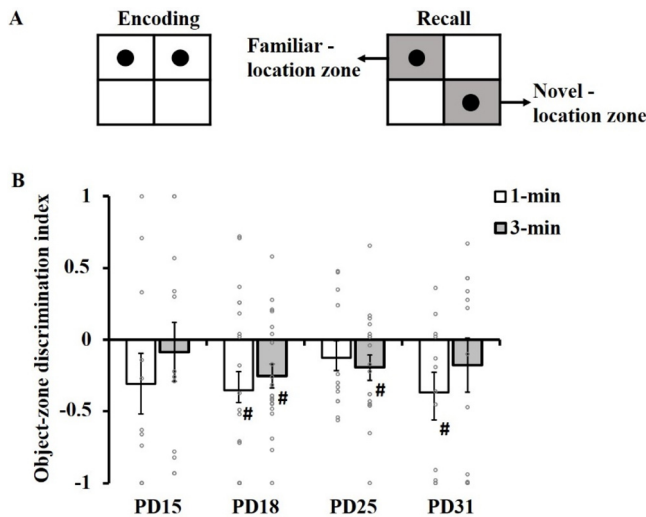 A
Encoding
Recall
Familiar -
location zone
Novel -
location zone
B
Object-zone discrimination index
1
0.5
0
-0.5
-1
1-min
3-min
#
#
#
#
PD15 PD18 PD25 PD31